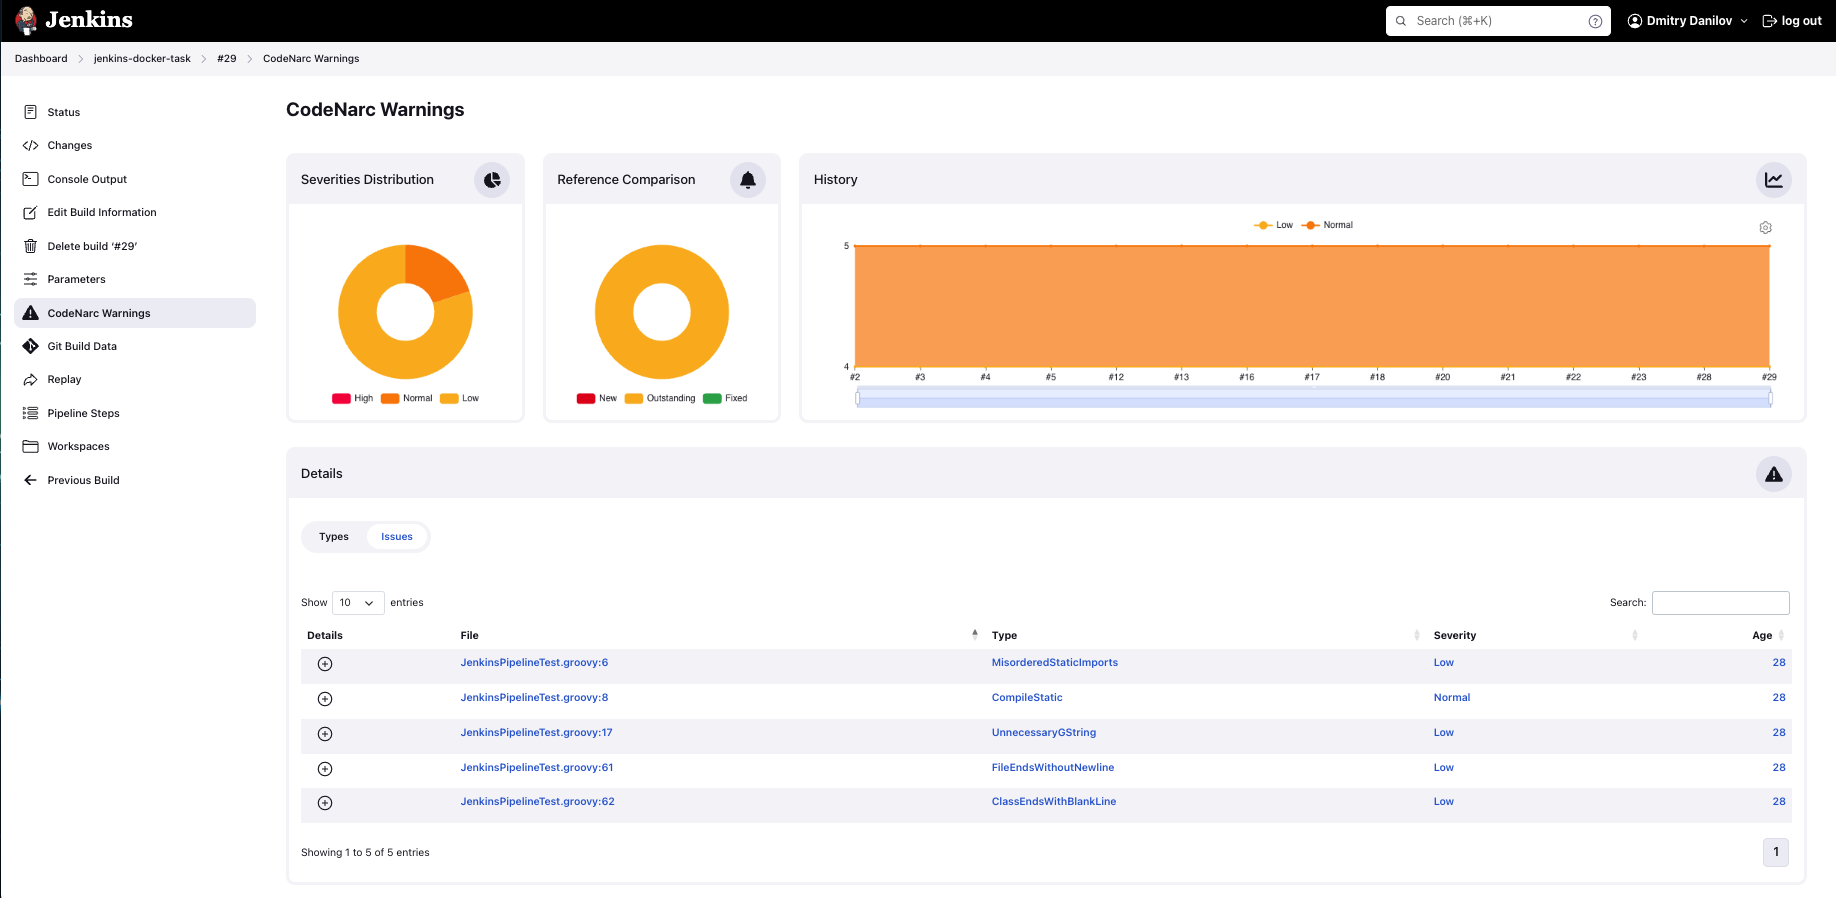 Jenkins
Search (⌘+K)
Dmitry Danilov
log out
Dashboard > jenkins-docker-task > #29 > CodeNarc Warnings
Status
Changes
Console Output
Edit Build Information
Delete build ‘#29’
Parameters
CodeNarc Warnings
Git Build Data
Replay
Pipeline Steps
Workspaces
Previous Build
CodeNarc Warnings
Severities Distribution
High Normal Low
Reference Comparison
New Outstanding Fixed
History
Low Normal
5
4
#2 #3 #4 #5 #12 #13 #16 #17 #18 #20 #21 #22 #23 #28 #29
Details
Types Issues
Show 10 entries
Search:
Details File Type Severity Age
JenkinsPipelineTest.groovy:6 MisorderedStaticImports Low 28
JenkinsPipelineTest.groovy:8 CompileStatic Normal 28
JenkinsPipelineTest.groovy:17 UnnecessaryGString Low 28
JenkinsPipelineTest.groovy:61 FileEndsWithoutNewline Low 28
JenkinsPipelineTest.groovy:62 ClassEndsWithBlankLine Low 28
Showing 1 to 5 of 5 entries
1